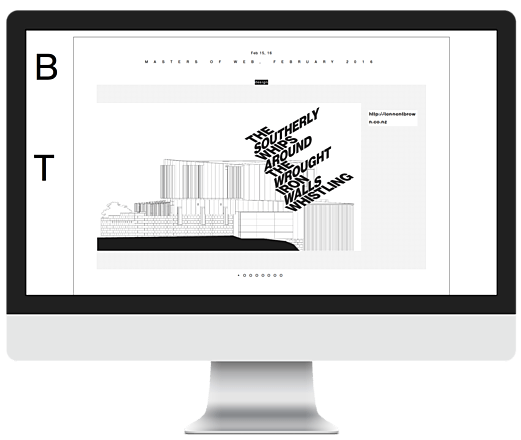 B
T
Feb 15, 16
MASTERS OF WEB, FEBRUARY 2016
design
THE
SOUTHERLY
WHIPS
AROUND
THE
WROUGHT
IRON
WALLS
WHISTLING
http://tennentbrow
n.co.nz